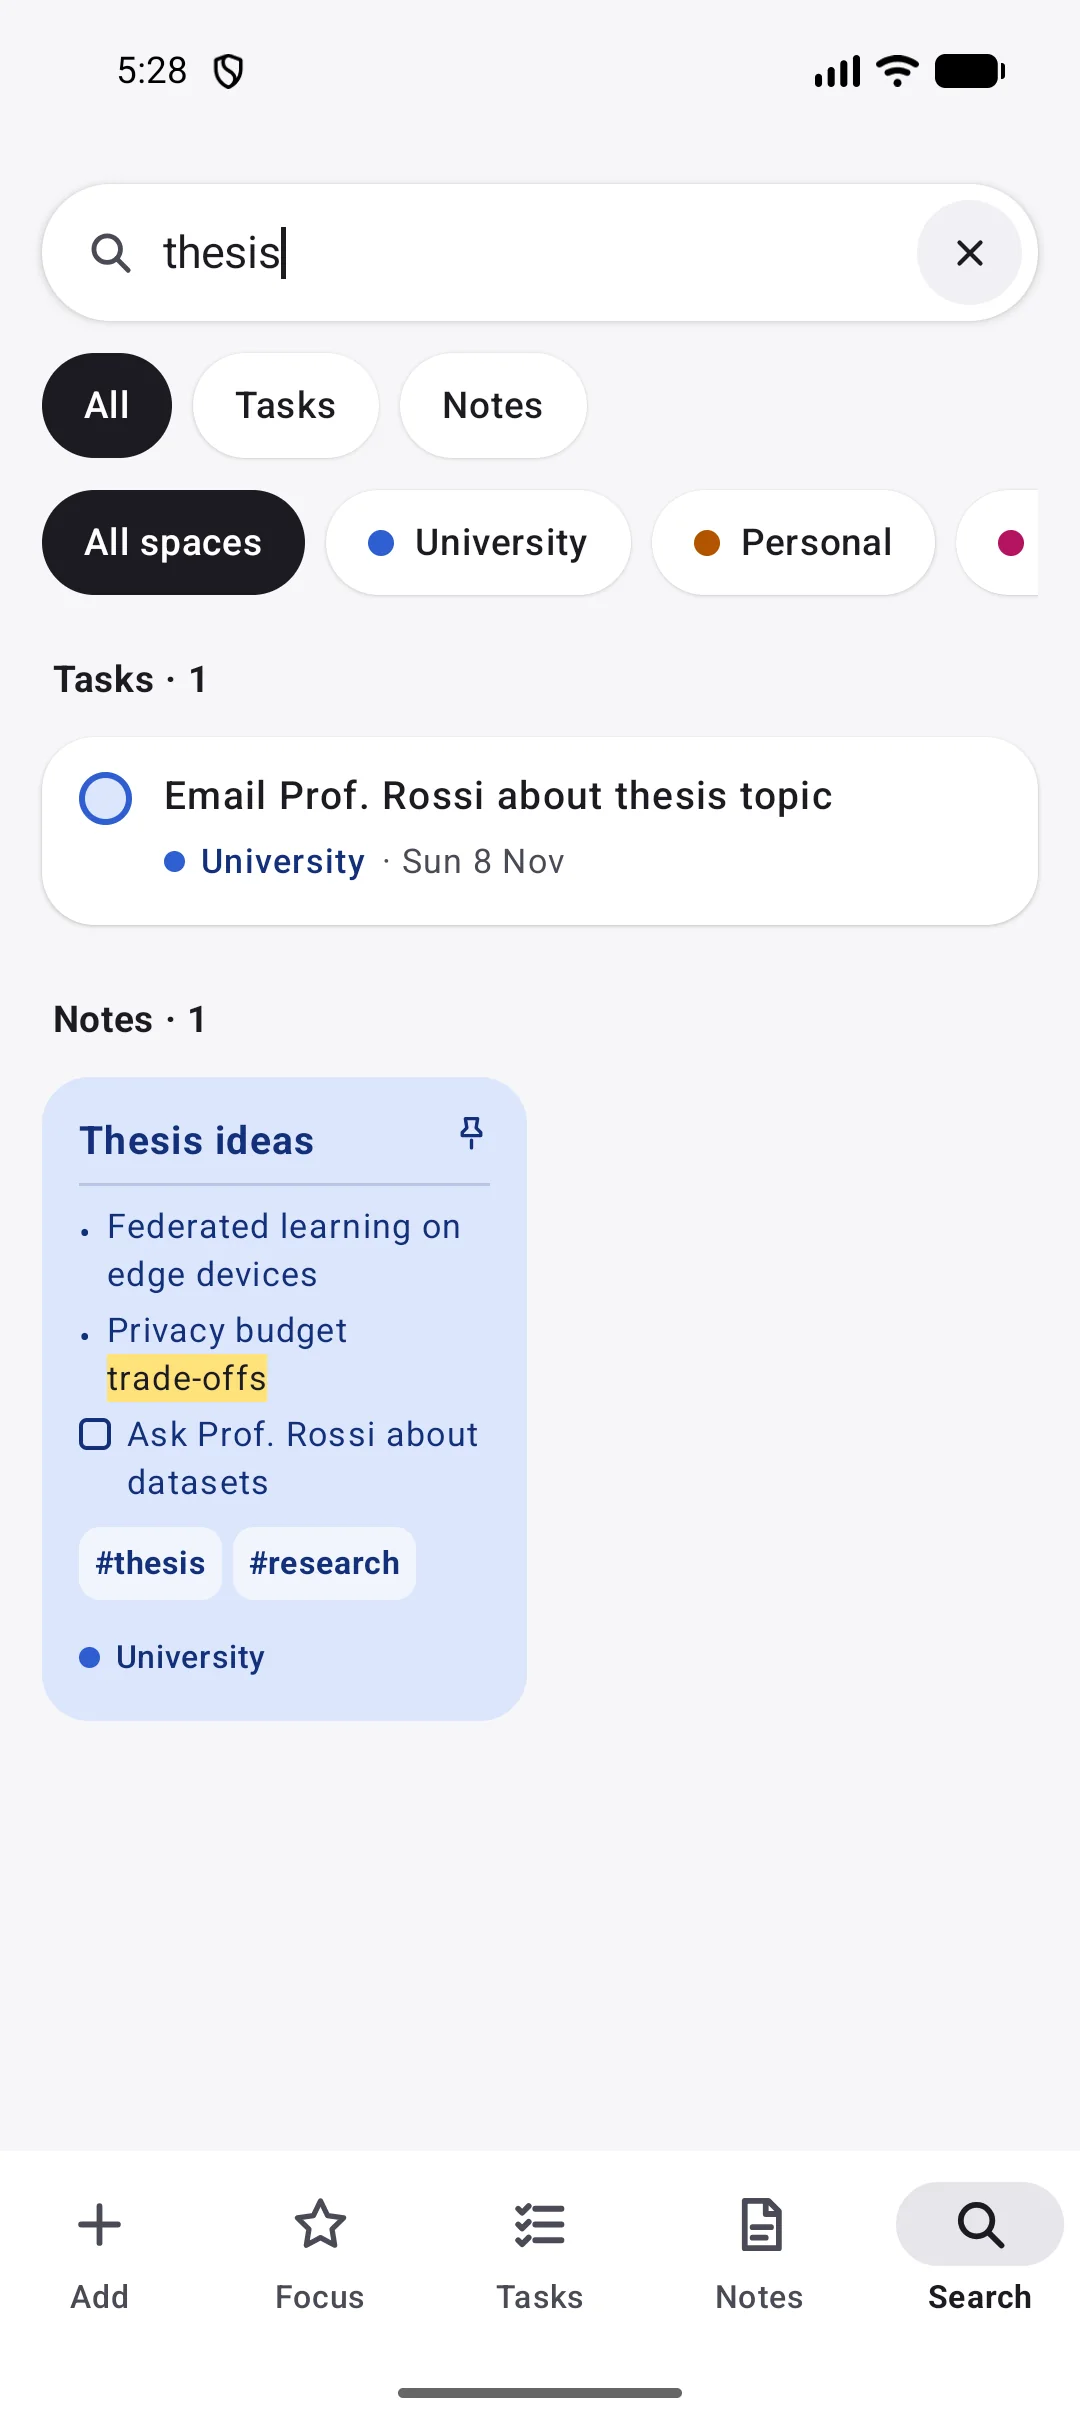 5:28
thesis
All
Tasks
Notes
All spaces
University
Personal
Tasks · 1
Email Prof. Rossi about thesis topic
University · Sun 8 Nov
Notes · 1
Thesis ideas
• Federated learning on
edge devices
• Privacy budget
trade-offs
Ask Prof. Rossi about
datasets
#thesis #research
University
Add
Focus
Tasks
Notes
Search